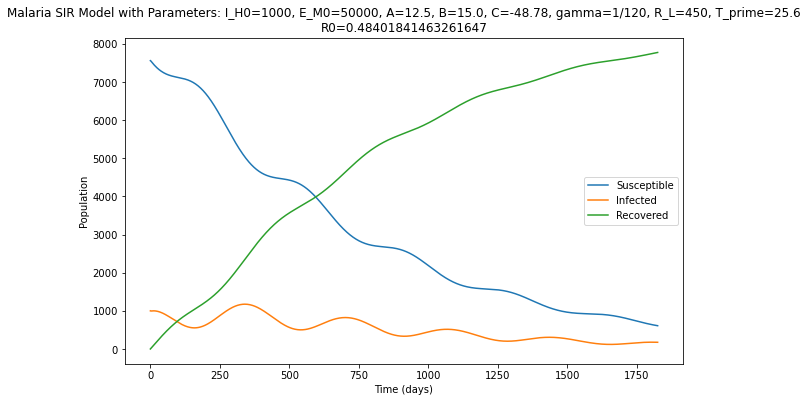 Malaria SIR Model with Parameters: I_H0=1000, E_M0=50000, A=12.5, B=15.0, C=-48.78, gamma=1/120, R_L=450, T_prime=25.6
R0=0.48401841463261647
8000
7000
6000
5000
4000
3000
2000
1000
0
Population
Susceptible
Infected
Recovered
0 250 500 750 1000 1250 1500 1750
Time (days)